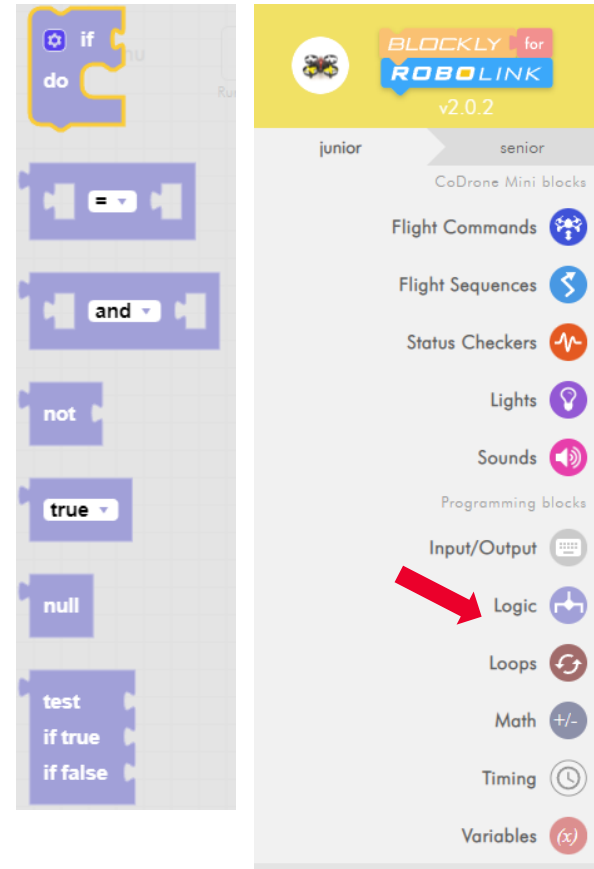 if
do
=
and
not
true
null
test
if true
if false
BLOCKLY for
ROBOLINK
v2.0.2
junior
senior
CoDrone Mini blocks
Flight Commands
Flight Sequences
Status Checkers
Lights
Sounds
Programming blocks
Input/Output
Logic
Loops
Math +/-
Timing
Variables (x)